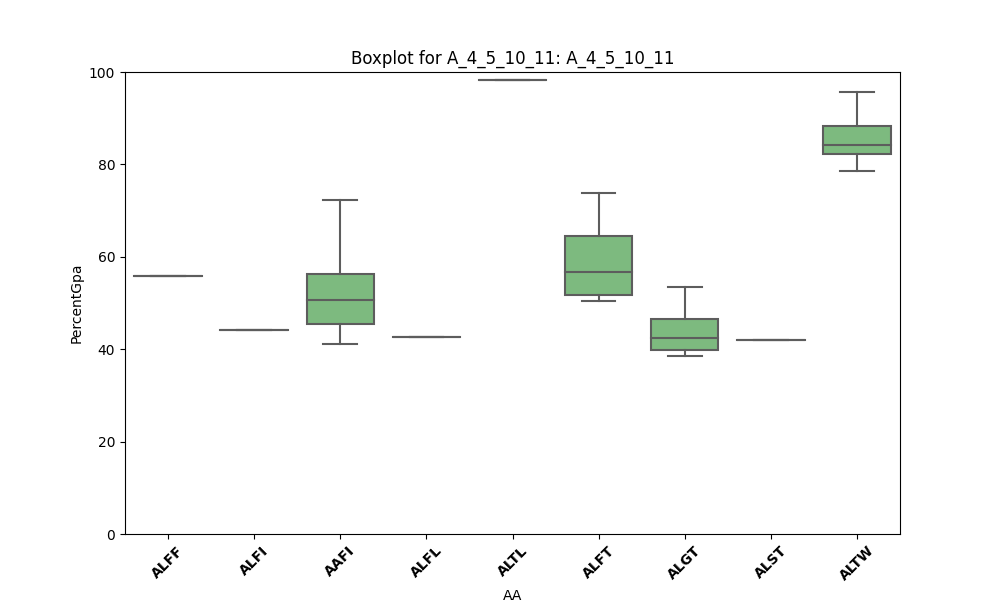 Boxplot for A_4_5_10_11: A_4_5_10_11
100
80
60
40
20
0
PercentGpa
ALFF
ALFI
AAFI
ALFL
ALTL
ALFT
ALGT
ALST
ALTW
AA